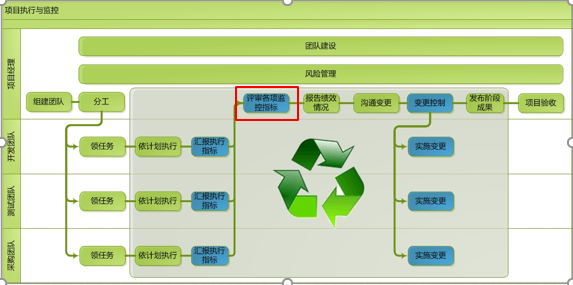 项目执行与监控
团队建设
风险管理
项目经理
组建团队
分工
评审各项监
控指标
报告绩效
情况
沟通变更
变更控制
发布阶段
成果
项目验收
开发团队
领任务
依计划执行
汇报执行
指标
实施变更
测试团队
领任务
依计划执行
汇报执行
指标
实施变更
采购团队
领任务
依计划执行
汇报执行
指标
实施变更